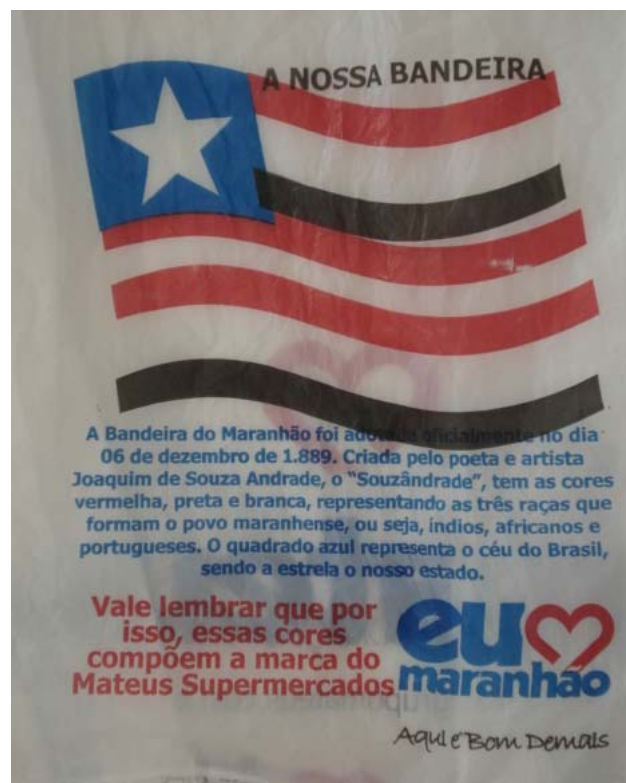 A NOSSA BANDEIRA
A Bandeira do Maranhão foi adotada oficialmente no dia
06 de dezembro de 1.889. Criada pelo poeta e artista
Joaquim de Souza Andrade, o “Souzândrade”, tem as cores
vermelha, preta e branca, representando as três raças que
formam o povo maranhense, ou seja, índios, africanos e
portugueses. O quadrado azul representa o céu do Brasil,
sendo a estrela o nosso estado.
Vale lembrar que por
isso, essas cores
compõem a marca do
Mateus Supermercados
eu
maranhão
Aqui é Bom Demais